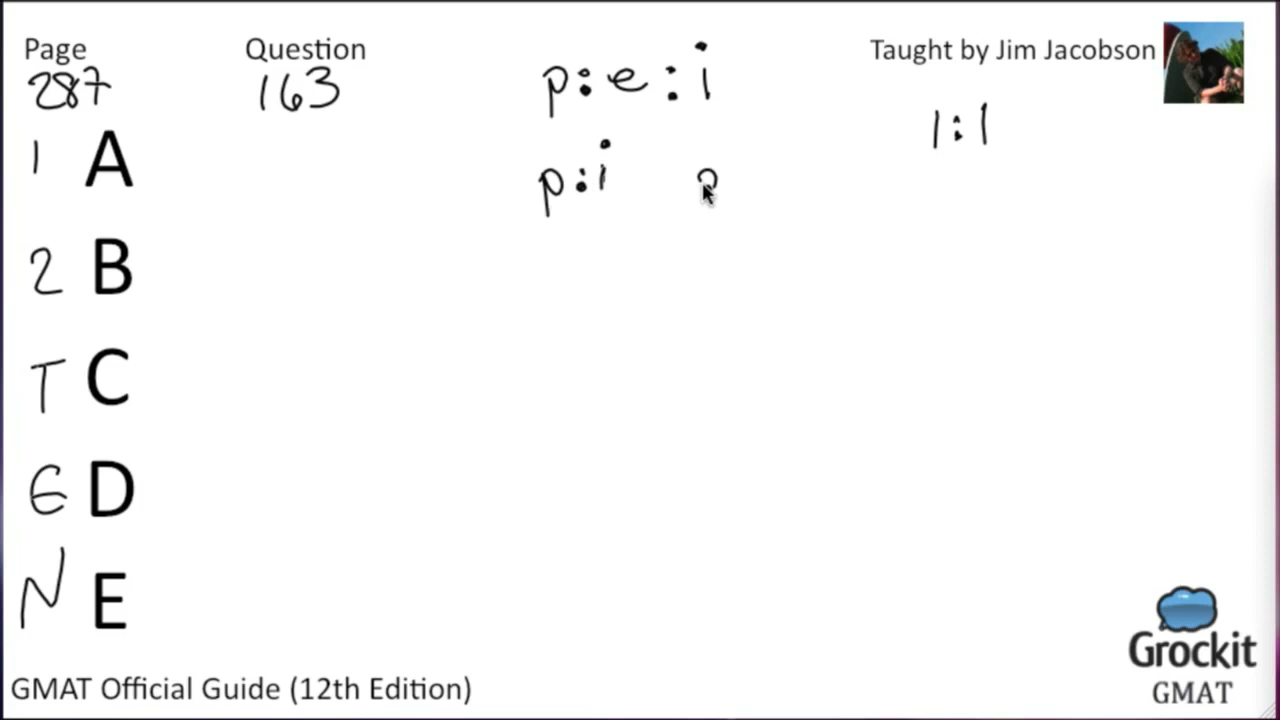 Page
287
Question
163
p:e:i
Taught by Jim Jacobson
1:1
p:i
1 A
2 B
T C
E D
N E
Grockit
GMAT
GMAT Official Guide (12th Edition)